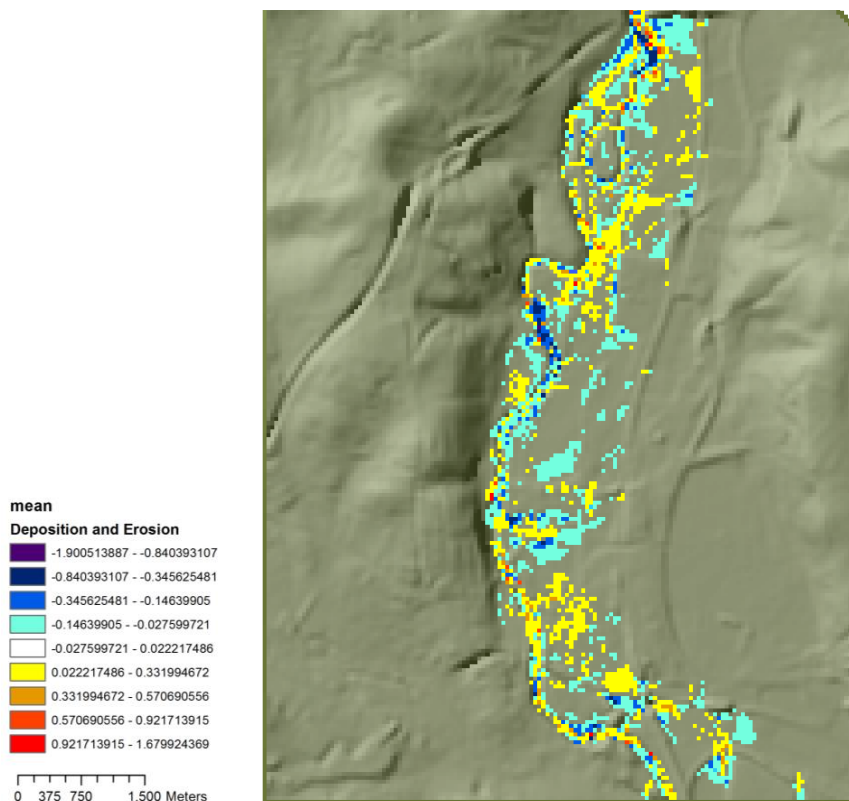 mean
Deposition and Erosion
-1.900513887 - -0.840393107
-0.840393107 - -0.345625481
-0.345625481 - -0.14639905
-0.14639905 - -0.027599721
-0.027599721 - 0.022217486
0.022217486 - 0.331994672
0.331994672 - 0.570690556
0.570690556 - 0.921713915
0.921713915 - 1.679924369
0 375 750 1.500 Meters